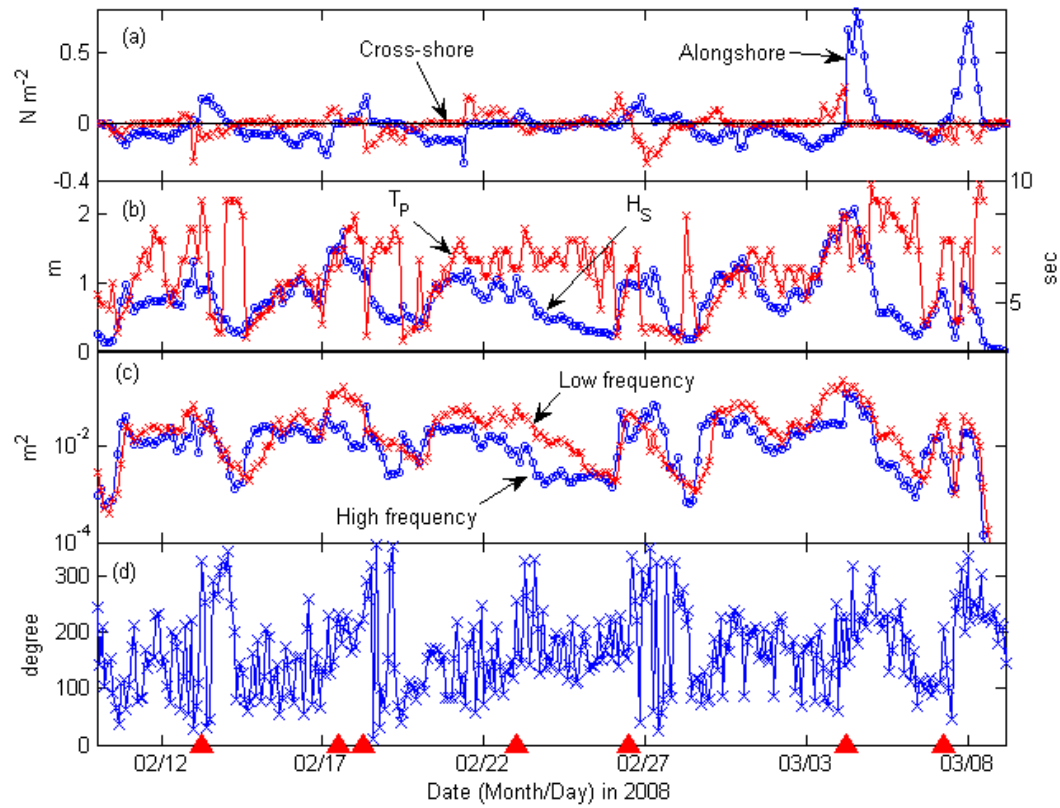 (a)
Cross-shore
Alongshore
N m-2
0.5
0
-0.4
(b)
TP
HS
10
5
sec
2
1
0
m
(c)
Low frequency
High frequency
m2
10-2
10-4
(d)
degree
300
200
100
0
02/12 02/17 02/22 02/27 03/03 03/08
Date (Month/Day) in 2008